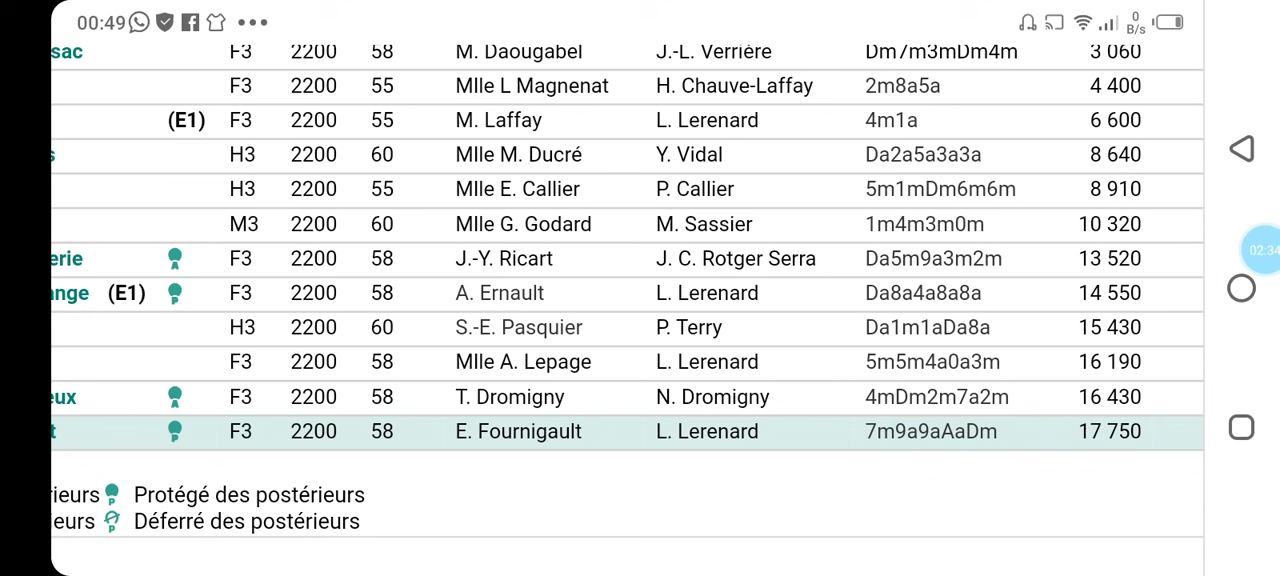 00:49 0 B/s
sac F3 2200 58 M. Daougabel J.-L. Verrière Dm7m3mDm4m 3 060
F3 2200 55 Mlle L Magnenat H. Chauve-Laffay 2m8a5a 4 400
(E1) F3 2200 55 M. Laffay L. Lerenard 4m1a 6 600
s H3 2200 60 Mlle M. Ducré Y. Vidal Da2a5a3a3a 8 640
H3 2200 55 Mlle E. Callier P. Callier 5m1mDm6m6m 8 910
M3 2200 60 Mlle G. Godard M. Sassier 1m4m3m0m 10 320
erie A F3 2200 58 J.-Y. Ricart J. C. Rotger Serra Da5m9a3m2m 13 520
ange (E1) P F3 2200 58 A. Ernault L. Lerenard Da8a4a8a8a 14 550
H3 2200 60 S.-E. Pasquier P. Terry Da1m1aDa8a 15 430
F3 2200 58 Mlle A. Lepage L. Lerenard 5m5m4a0a3m 16 190
eux A F3 2200 58 T. Dromigny N. Dromigny 4mDm2m7a2m 16 430
t P F3 2200 58 E. Fournigault L. Lerenard 7m9a9aAaDm 17 750
rieurs P Protégé des postérieurs
eurs P Déferré des postérieurs
02:34